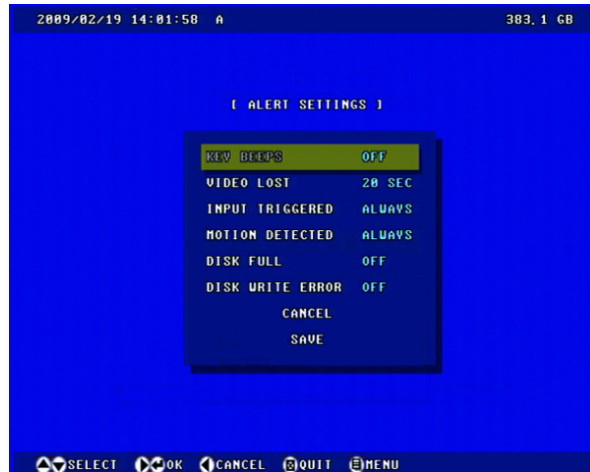 2009/02/19 14:01:58 A 383.1 GB
[ ALERT SETTINGS ]
KEY BEEPS OFF
VIDEO LOST 20 SEC
INPUT TRIGGERED ALWAYS
MOTION DETECTED ALWAYS
DISK FULL OFF
DISK WRITE ERROR OFF
CANCEL
SAVE
SELECT OK CANCEL QUIT MENU